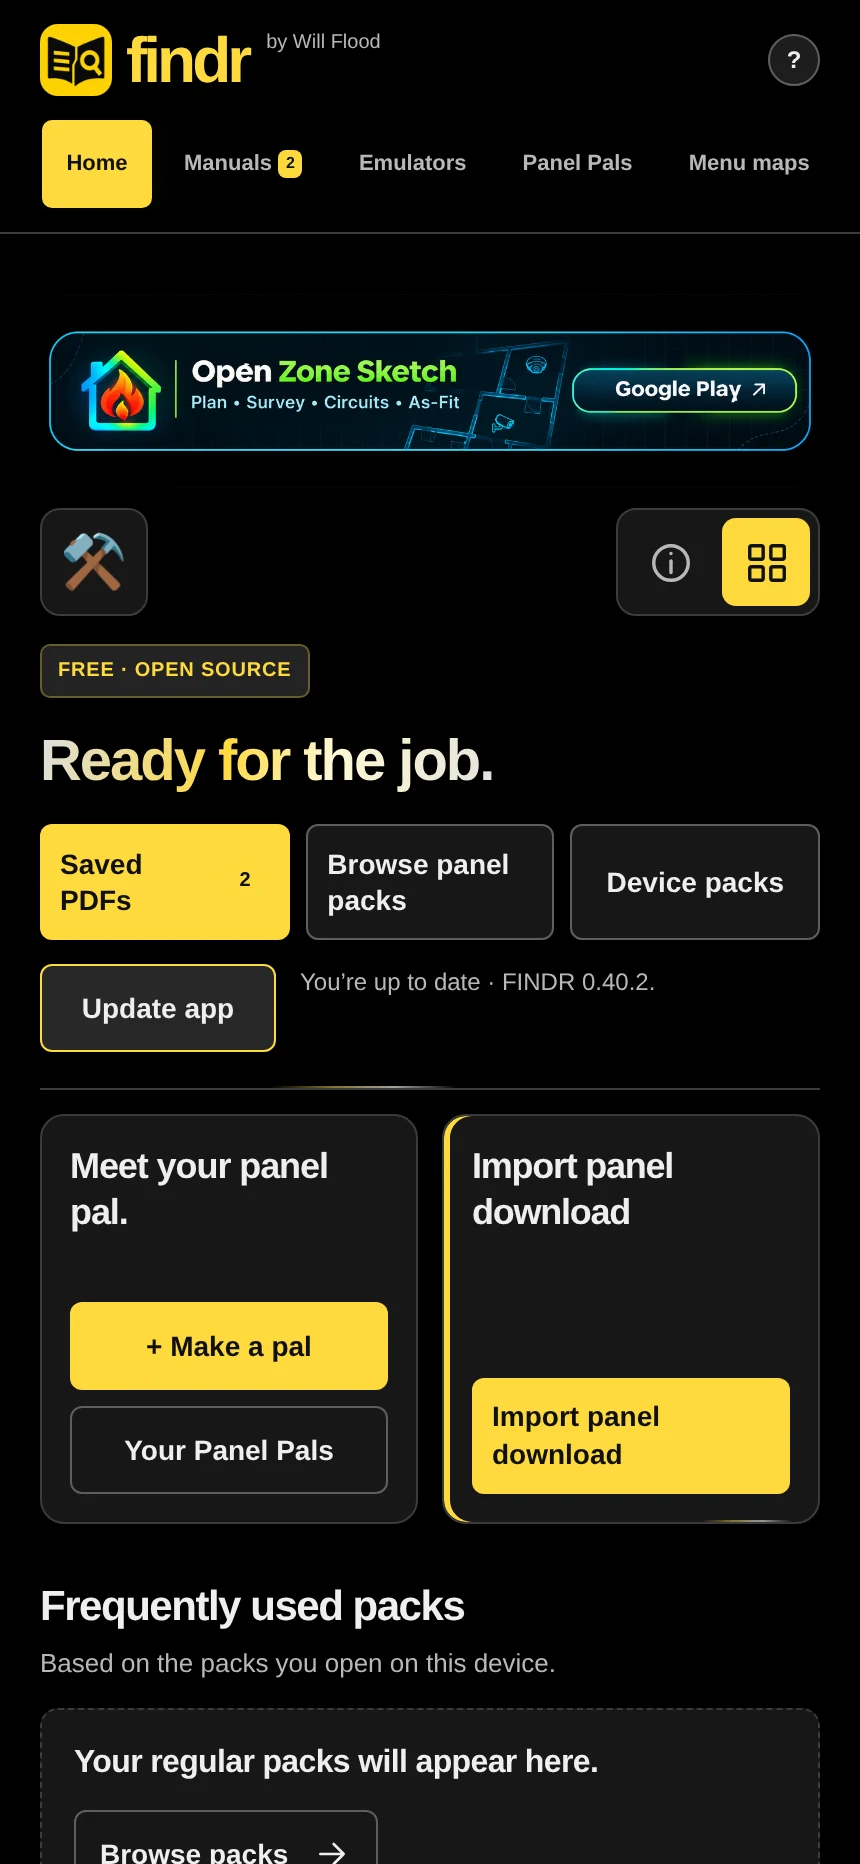 findr by Will Flood
?
Home Manuals 2 Emulators Panel Pals Menu maps
Open Zone Sketch
Plan • Survey • Circuits • As-Fit
Google Play ↗
FREE · OPEN SOURCE
Ready for the job.
Saved
PDFs
2
Browse panel
packs
Device packs
Update app
You’re up to date · FINDR 0.40.2.
Meet your panel
pal.
+ Make a pal
Your Panel Pals
Import panel
download
Import panel
download
Frequently used packs
Based on the packs you open on this device.
Your regular packs will appear here.
Browse packs →